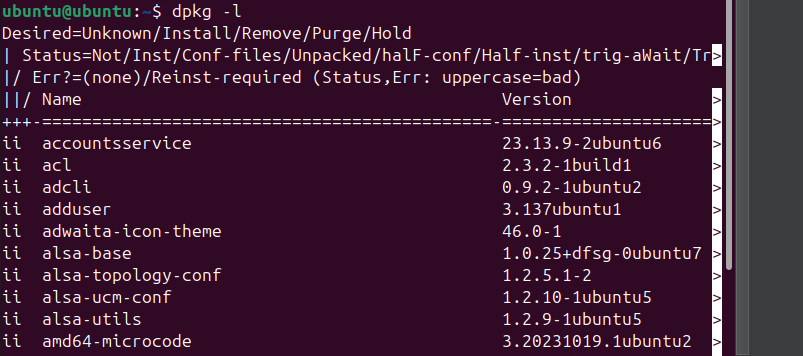 ubuntu@ubuntu:~$ dpkg -l
Desired=Unknown/Install/Remove/Purge/Hold
| Status=Not/Inst/Conf-files/Unpacked/halF-conf/Half-inst/trig-aWait/Tr>
|/ Err?=(none)/Reinst-required (Status,Err: uppercase=bad)
||/ Name                                          Version              >
+++-=============================================-=====================>
ii  accountsservice                               23.13.9-2ubuntu6     >
ii  acl                                           2.3.2-1build1        >
ii  adcli                                         0.9.2-1ubuntu2       >
ii  adduser                                       3.137ubuntu1         >
ii  adwaita-icon-theme                            46.0-1               >
ii  alsa-base                                     1.0.25+dfsg-0ubuntu7 >
ii  alsa-topology-conf                            1.2.5.1-2            >
ii  alsa-ucm-conf                                 1.2.10-1ubuntu5      >
ii  alsa-utils                                    1.2.9-1ubuntu5       >
ii  amd64-microcode                               3.20231019.1ubuntu2  >